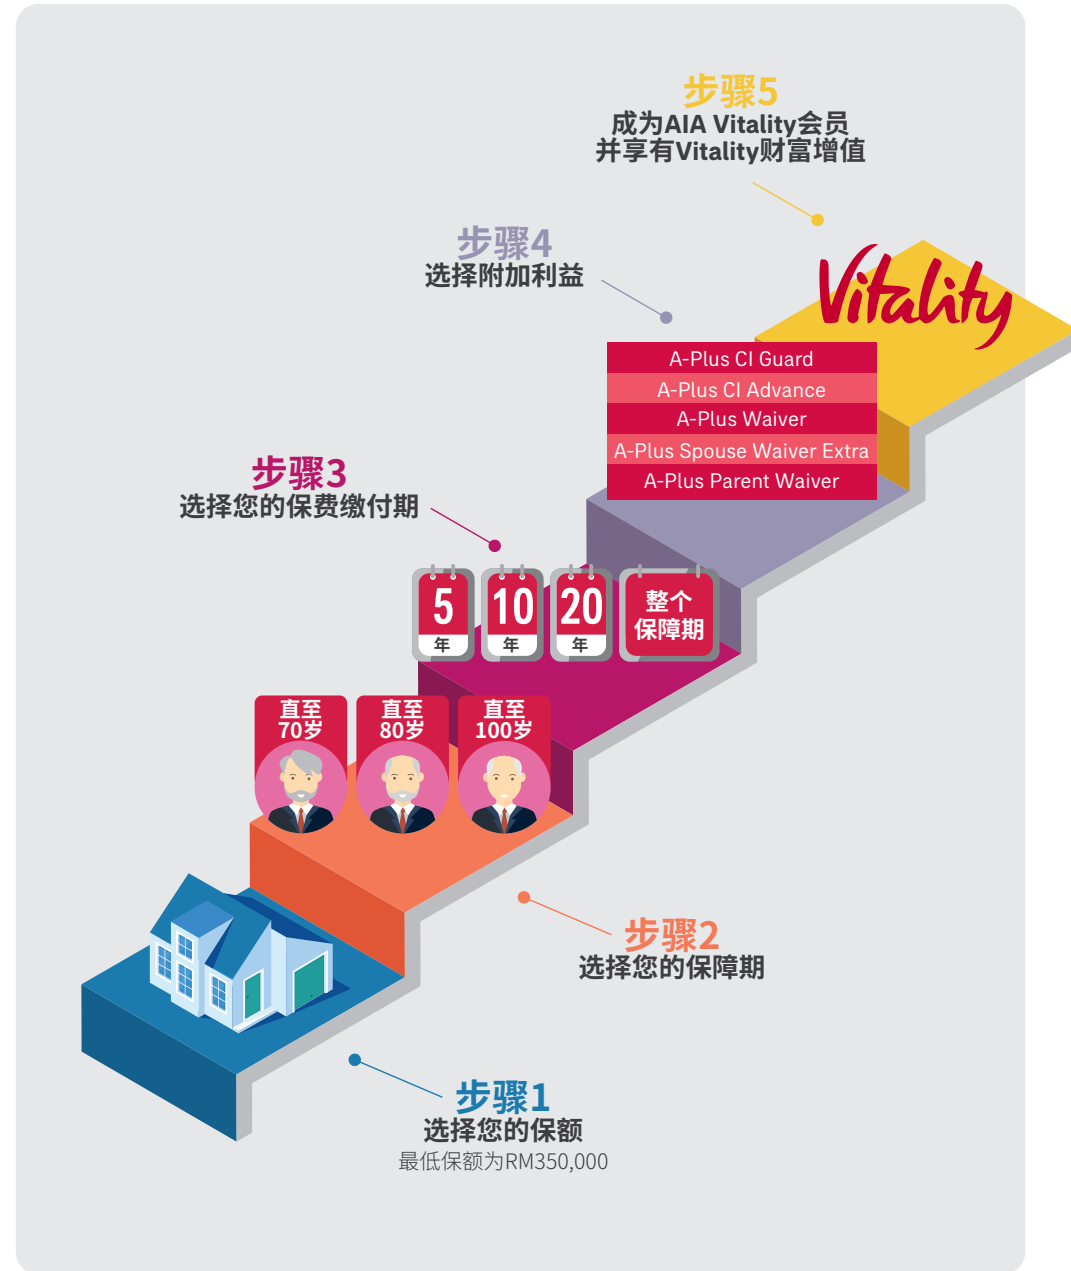 步骤5
成为AIA Vitality会员
并享有Vitality财富增值
Vitality
步骤4
选择附加利益
A-Plus CI Guard
A-Plus CI Advance
A-Plus Waiver
A-Plus Spouse Waiver Extra
A-Plus Parent Waiver
步骤3
选择您的保费缴付期
5
年
10
年
20
年
整个
保障期
直至
70岁
直至
80岁
直至
100岁
步骤2
选择您的保障期
步骤1
选择您的保额
最低保额为RM350,000